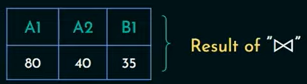 A1 A2 B1
80 40 35
Result of "⋈"